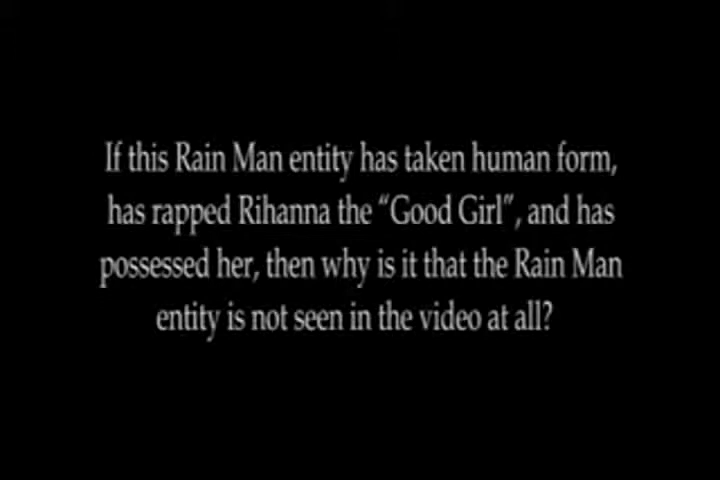 If this Rain Man entity has taken human form,
has rapped Rihanna the “Good Girl”, and has
possessed her, then why is it that the Rain Man
entity is not seen in the video at all?